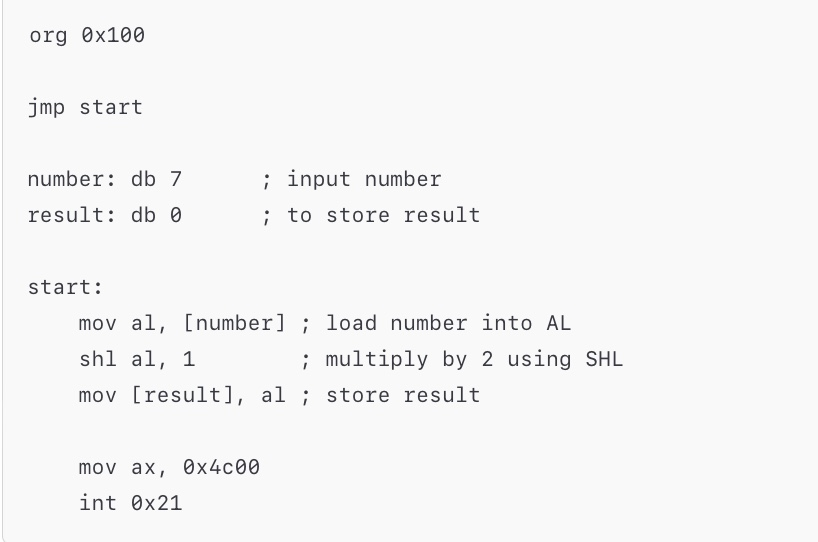 org 0x100
jmp start
number: db 7      ; input number
result: db 0      ; to store result
start:
    mov al, [number] ; load number into AL
    shl al, 1        ; multiply by 2 using SHL
    mov [result], al ; store result
    mov ax, 0x4c00
    int 0x21